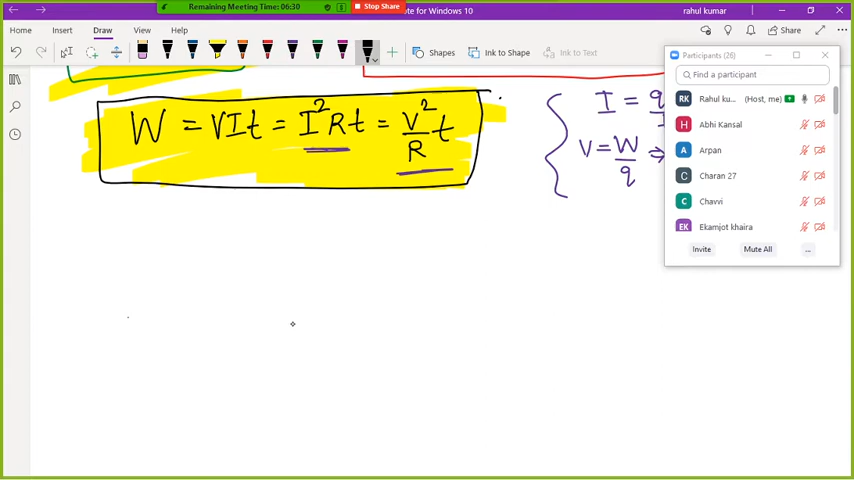 Remaining Meeting Time: 06:30
Stop Share
ote for Windows 10
rahul kumar
Home Insert Draw View Help
Share
Shapes
Ink to Shape
Ink to Text
W = VIt = I²Rt = V²/R t
I = q/
V = W/q ⇒
Participants (26)
Find a participant
RK Rahul ku... (Host, me)
H Abhi Kansal
A Arpan
C Charan 27
C Chavvi
EK Ekamjot khaira
Invite Mute All ...